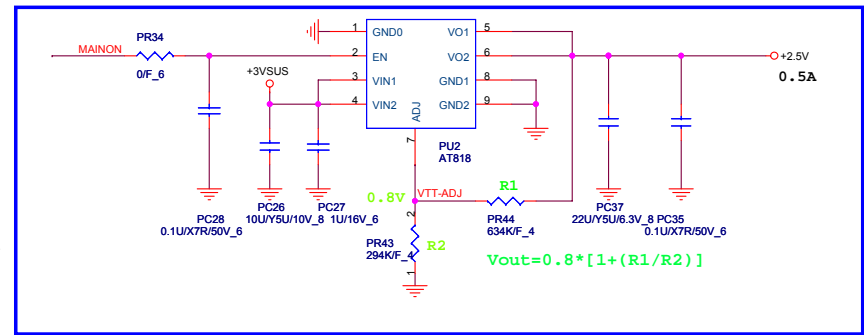 PR34
MAINON
0/F_6
+3VSUS
1
2
3
4
GND0
EN
VIN1
VIN2
ADJ
7
VO1
VO2
GND1
GND2
5
6
8
9
+2.5V
0.5A
PU2
AT818
PC28
0.1U/X7R/50V_6
PC26
10U/Y5U/10V_8
PC27
1U/16V_6
0.8V
VTT-ADJ
R1
PR44
634K/F_4
2
PR43
294K/F_4
R2
1
PC37
22U/Y5U/6.3V_8
PC35
0.1U/X7R/50V_6
Vout=0.8*[1+(R1/R2)]